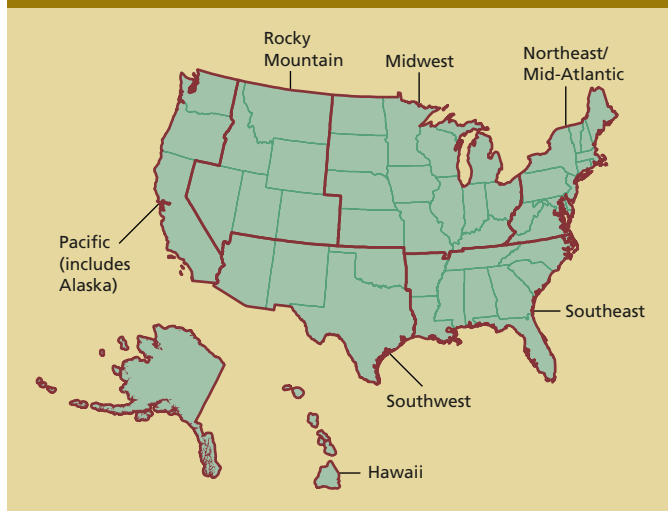 Rocky
Mountain
Midwest
Northeast/
Mid-Atlantic
Pacific
(includes
Alaska)
Southeast
Southwest
Hawaii